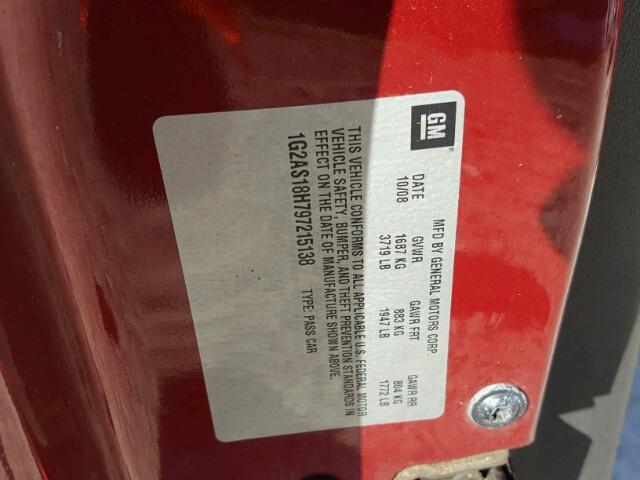 GM
MFD BY GENERAL MOTORS CORP.
DATE GVWR GAWR FRT GAWR RR
10/08 1687 KG 883 KG 804 KG
3719 LB 1947 LB 1772 LB
THIS VEHICLE CONFORMS TO ALL APPLICABLE U.S. FEDERAL MOTOR
VEHICLE SAFETY, BUMPER, AND THEFT PREVENTION STANDARDS IN
EFFECT ON THE DATE OF MANUFACTURE SHOWN ABOVE.
1G2AS18H797215138 TYPE: PASS CAR